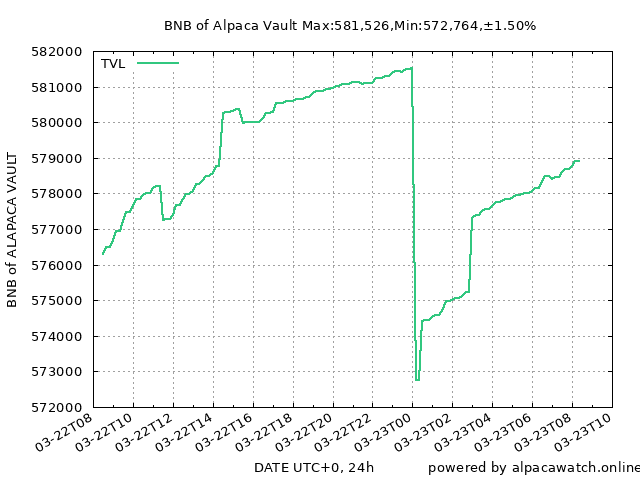 BNB of Alpaca Vault Max:581,526,Min:572,764,±1.50%
582000
TVL
581000
580000
579000
578000
577000
576000
575000
574000
573000
572000
BNB of ALAPACA VAULT
03-22T08
03-22T10
03-22T12
03-22T14
03-22T16
03-22T18
03-22T20
03-22T22
03-23T00
03-23T02
03-23T04
03-23T06
03-23T08
03-23T10
DATE UTC+0, 24h
powered by alpacawatch.online